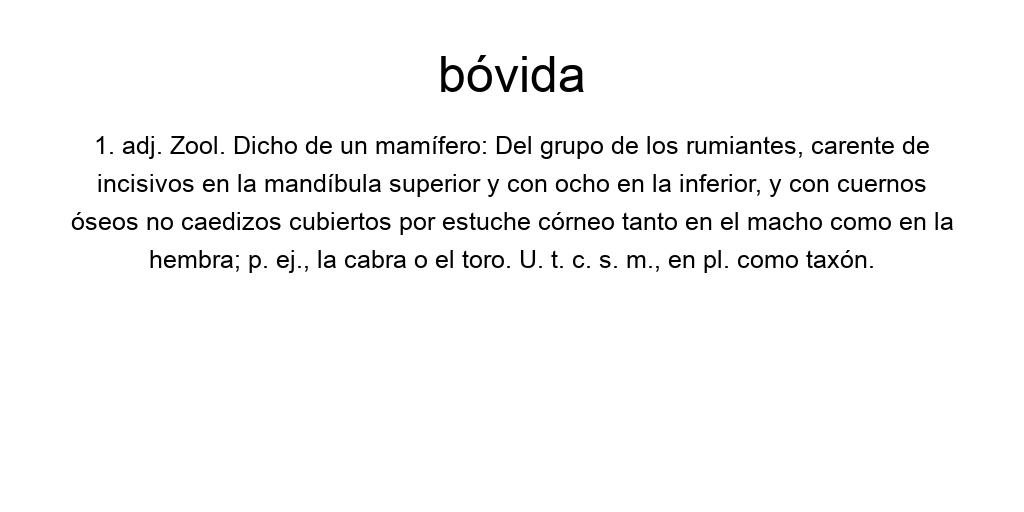 bóvida
1. adj. Zool. Dicho de un mamífero: Del grupo de los rumiantes, carente de
incisivos en la mandíbula superior y con ocho en la inferior, y con cuernos
óseos no caedizos cubiertos por estuche córneo tanto en el macho como en la
hembra; p. ej., la cabra o el toro. U. t. c. s. m., en pl. como taxón.